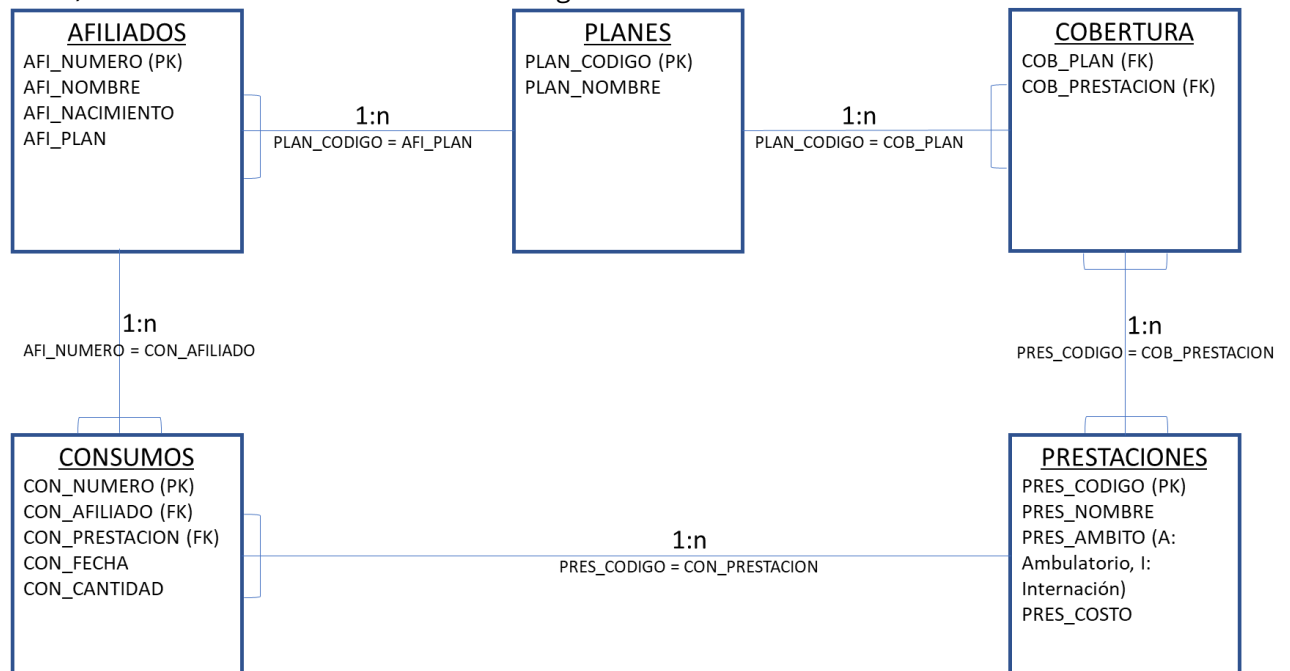 AFILIADOS
AFI_NUMERO (PK)
AFI_NOMBRE
AFI_NACIMIENTO
AFI_PLAN
1:n
PLAN_CODIGO = AFI_PLAN
PLANES
PLAN_CODIGO (PK)
PLAN_NOMBRE
1:n
PLAN_CODIGO = COB_PLAN
COBERTURA
COB_PLAN (FK)
COB_PRESTACION (FK)
1:n
AFI_NUMERO = CON_AFILIADO
1:n
PRES_CODIGO = COB_PRESTACION
CONSUMOS
CON_NUMERO (PK)
CON_AFILIADO (FK)
CON_PRESTACION (FK)
CON_FECHA
CON_CANTIDAD
1:n
PRES_CODIGO = CON_PRESTACION
PRESTACIONES
PRES_CODIGO (PK)
PRES_NOMBRE
PRES_AMBITO (A:
Ambulatorio, I:
Internación)
PRES_COSTO